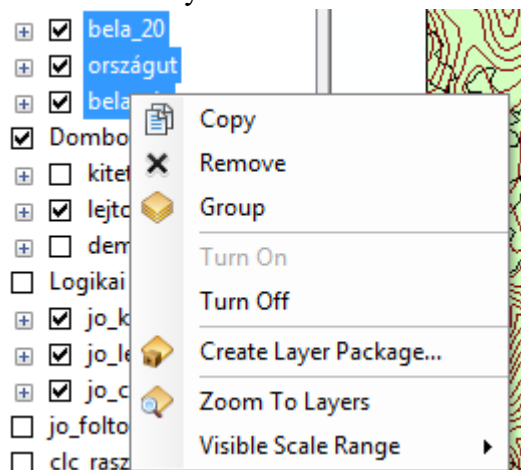 bela_20
országut
bela
Copy
Dombo
Remove
kitet
Group
lejto
dem
Turn On
Logikai
Turn Off
jo_k
jo_le
Create Layer Package...
jo_c
Zoom To Layers
jo_folto
Visible Scale Range
clc_rasz